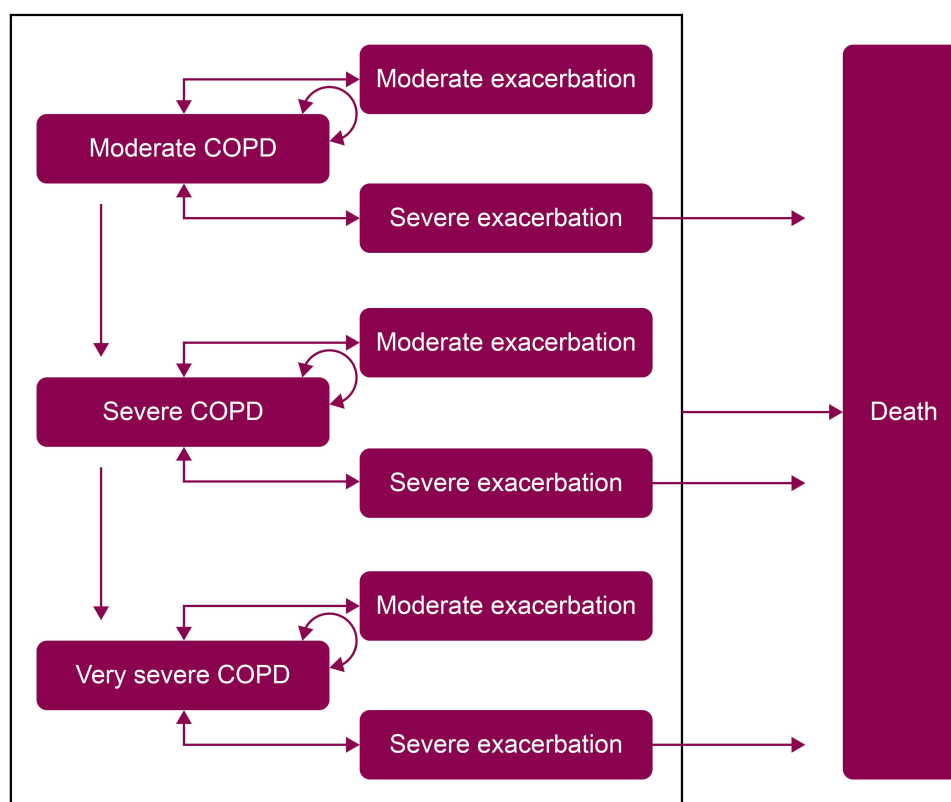 Moderate exacerbation
Moderate COPD
Severe exacerbation
Moderate exacerbation
Severe COPD
Death
Severe exacerbation
Moderate exacerbation
Very severe COPD
Severe exacerbation